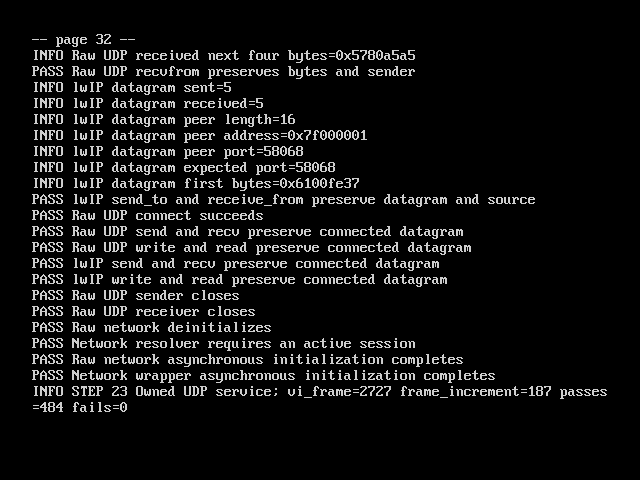 -- page 32 --
INFO Raw UDP received next four bytes=0x5780a5a5
PASS Raw UDP recvfrom preserves bytes and sender
INFO lwIP datagram sent=5
INFO lwIP datagram received=5
INFO lwIP datagram peer length=16
INFO lwIP datagram peer address=0x7f000001
INFO lwIP datagram peer port=58068
INFO lwIP datagram expected port=58068
INFO lwIP datagram first bytes=0x6100fe37
PASS lwIP send_to and receive_from preserve datagram and source
PASS Raw UDP connect succeeds
PASS Raw UDP send and recv preserve connected datagram
PASS Raw UDP write and read preserve connected datagram
PASS lwIP send and recv preserve connected datagram
PASS lwIP write and read preserve connected datagram
PASS Raw UDP sender closes
PASS Raw UDP receiver closes
PASS Raw network deinitializes
PASS Network resolver requires an active session
PASS Raw network asynchronous initialization completes
PASS Network wrapper asynchronous initialization completes
INFO STEP 23 Owned UDP service; vi_frame=2727 frame_increment=187 passes
=484 fails=0